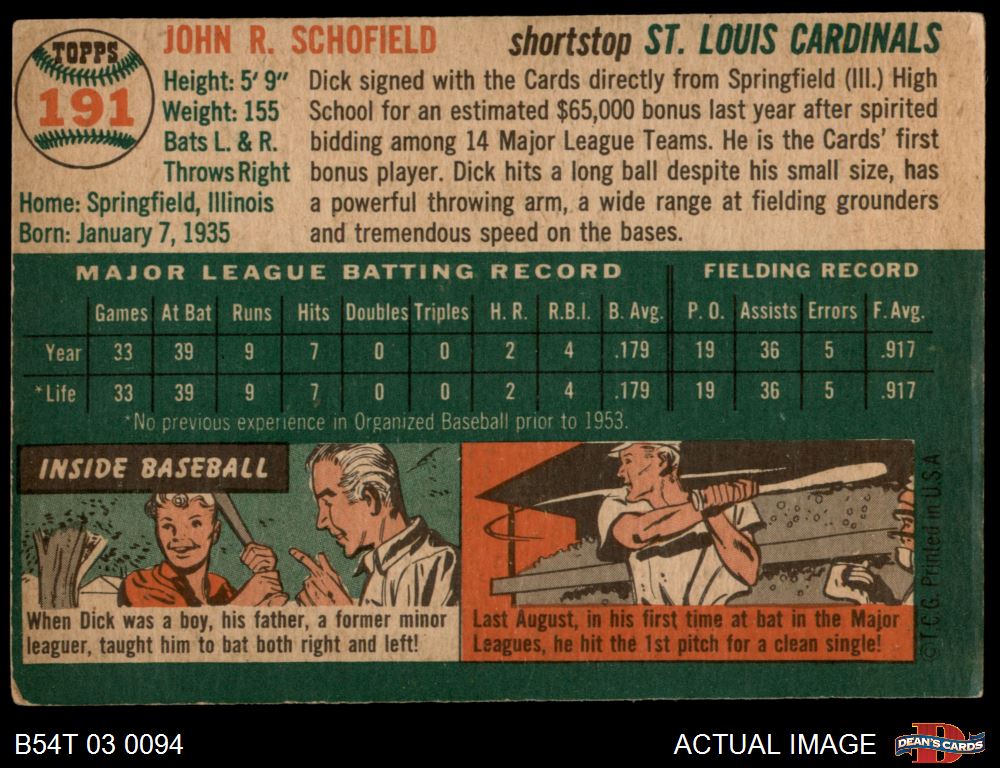 TOPPS
191
JOHN R. SCHOFIELD
shortstop ST. LOUIS CARDINALS
Height: 5' 9"
Weight: 155
Bats L. & R.
Throws Right
Home: Springfield, Illinois
Born: January 7, 1935
Dick signed with the Cards directly from Springfield (Ill.) High
School for an estimated $65,000 bonus last year after spirited
bidding among 14 Major League Teams. He is the Cards' first
bonus player. Dick hits a long ball despite his small size, has
a powerful throwing arm, a wide range at fielding grounders
and tremendous speed on the bases.
MAJOR LEAGUE BATTING RECORD FIELDING RECORD
Games At Bat Runs Hits Doubles Triples H. R. R.B.I. B. Avg. P. O. Assists Errors F. Avg.
Year 33 39 9 7 0 0 2 4 .179 19 36 5 .917
*Life 33 39 9 7 0 0 2 4 .179 19 36 5 .917
*No previous experience in Organized Baseball prior to 1953.
INSIDE BASEBALL
When Dick was a boy, his father, a former minor
leaguer, taught him to bat both right and left!
Last August, in his first time at bat in the Major
Leagues, he hit the 1st pitch for a clean single!
© T.C.G. Printed in U.S.A
B54T 03 0094
ACTUAL IMAGE
D
DEAN'S CARDS